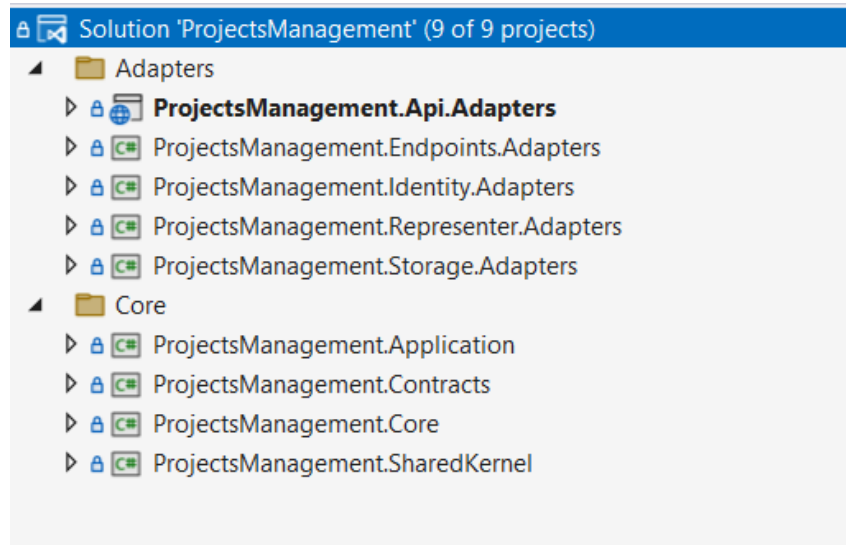 Solution 'ProjectsManagement' (9 of 9 projects)
Adapters
ProjectsManagement.Api.Adapters
C# ProjectsManagement.Endpoints.Adapters
C# ProjectsManagement.Identity.Adapters
C# ProjectsManagement.Representer.Adapters
C# ProjectsManagement.Storage.Adapters
Core
C# ProjectsManagement.Application
C# ProjectsManagement.Contracts
C# ProjectsManagement.Core
C# ProjectsManagement.SharedKernel